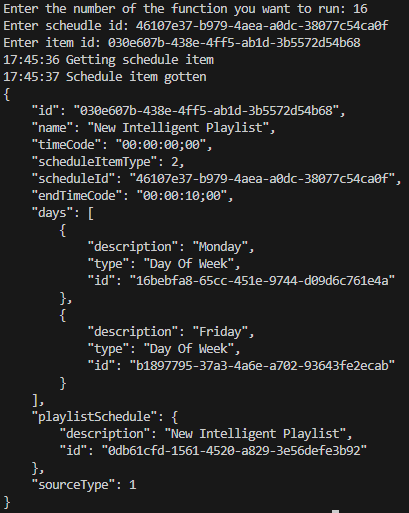 Enter the number of the function you want to run: 16
Enter scheudle id: 46107e37-b979-4aea-a0dc-38077c54ca0f
Enter item id: 030e607b-438e-4ff5-ab1d-3b5572d54b68
17:45:36 Getting schedule item
17:45:37 Schedule item gotten
{
    "id": "030e607b-438e-4ff5-ab1d-3b5572d54b68",
    "name": "New Intelligent Playlist",
    "timeCode": "00:00:00;00",
    "scheduleItemType": 2,
    "scheduleId": "46107e37-b979-4aea-a0dc-38077c54ca0f",
    "endTimeCode": "00:00:10;00",
    "days": [
        {
            "description": "Monday",
            "type": "Day Of Week",
            "id": "16bebfa8-65cc-451e-9744-d09d6c761e4a"
        },
        {
            "description": "Friday",
            "type": "Day Of Week",
            "id": "b1897795-37a3-4a6e-a702-93643fe2ecab"
        }
    ],
    "playlistSchedule": {
        "description": "New Intelligent Playlist",
        "id": "0db61cfd-1561-4520-a829-3e56defe3b92"
    },
    "sourceType": 1
}